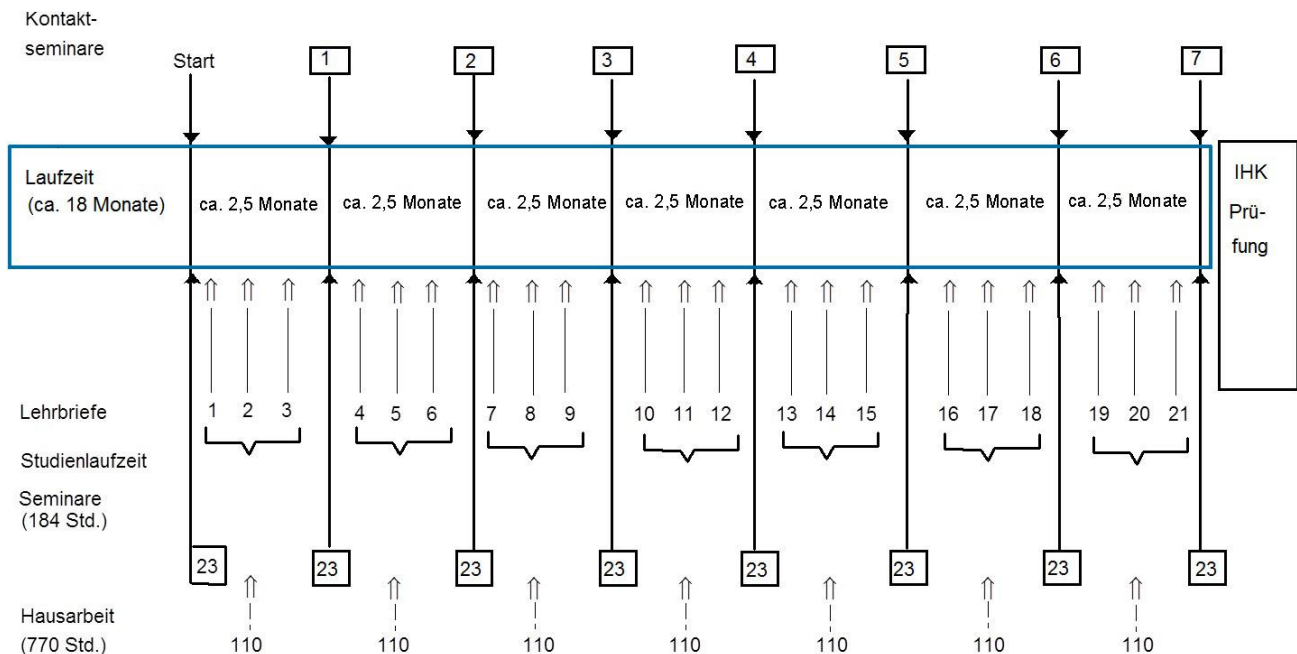 Kontakt-
seminare
Start
1
2
3
4
5
6
7
Laufzeit
(ca. 18 Monate)
ca. 2,5 Monate
ca. 2,5 Monate
ca. 2,5 Monate
ca. 2,5 Monate
ca. 2,5 Monate
ca. 2,5 Monate
ca. 2,5 Monate
IHK
Prü-
fung
Lehrbriefe
1 2 3 4 5 6 7 8 9 10 11 12 13 14 15 16 17 18 19 20 21
Studienlaufzeit
Seminare
(184 Std.)
23 23 23 23 23 23 23 23
Hausarbeit
(770 Std.)
110 110 110 110 110 110 110